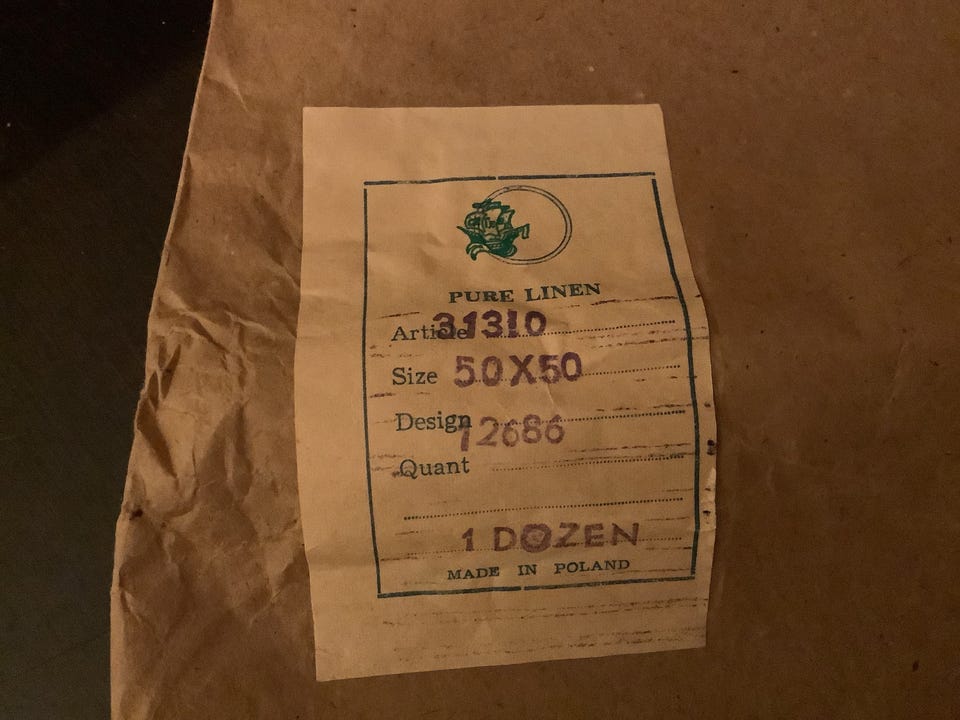 PURE LINEN
Article 31310
Size 50X50
Design 12686
Quant
1 DOZEN
MADE IN POLAND